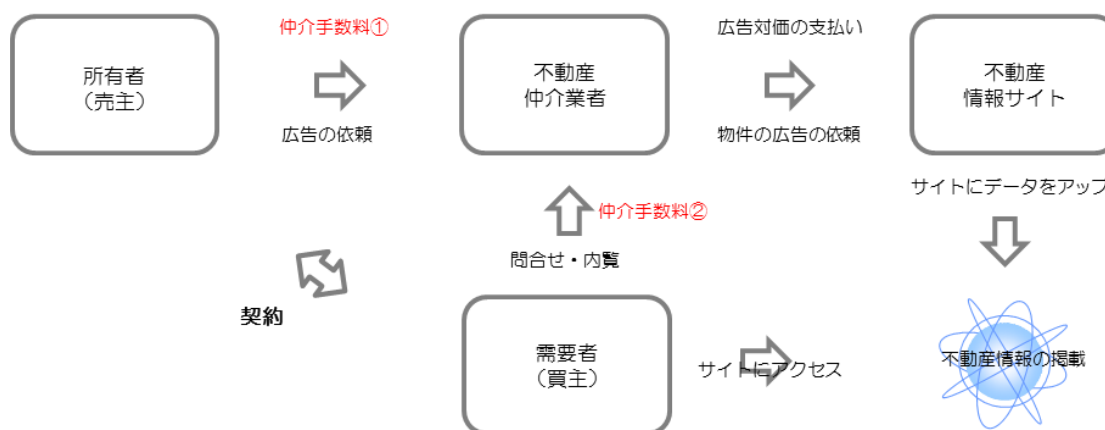 仲介手数料①
広告対価の支払い
所有者
(売主)
不動産
仲介業者
不動産
情報サイト
広告の依頼
物件の広告の依頼
サイトにデータをアップ
仲介手数料②
問合せ・内覧
契約
需要者
(買主)
サイトにアクセス
不動産情報の掲載